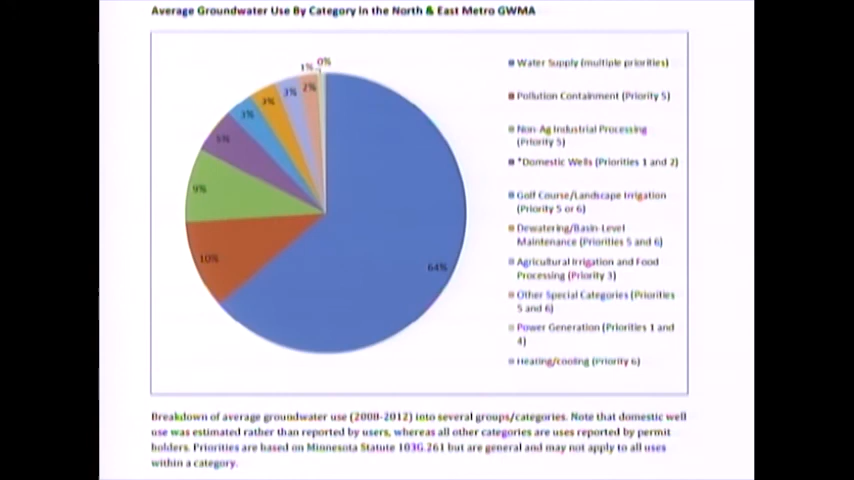 Average Groundwater Use By Category in the North & East Metro GWMA
1%
0%
2%
3%
3%
3%
6%
9%
10%
64%
Water Supply (multiple priorities)
Pollution Containment (Priority 5)
Non-Ag Industrial Processing
(Priority 5)
*Domestic Wells (Priorities 1 and 2)
Golf Course/Landscape Irrigation
(Priority 5 or 6)
Dewatering/Basin-Level
Maintenance (Priorities 5 and 6)
Agricultural Irrigation and Food
Processing (Priority 3)
Other Special Categories (Priorities
5 and 6)
Power Generation (Priorities 1 and
4)
Heating/cooling (Priority 6)
Breakdown of average groundwater use (2008-2012) into several groups/categories. Note that domestic well
use was estimated rather than reported by users, whereas all other categories are uses reported by permit
holders. Priorities are based on Minnesota Statute 103G.261 but are general and may not apply to all uses
within a category.